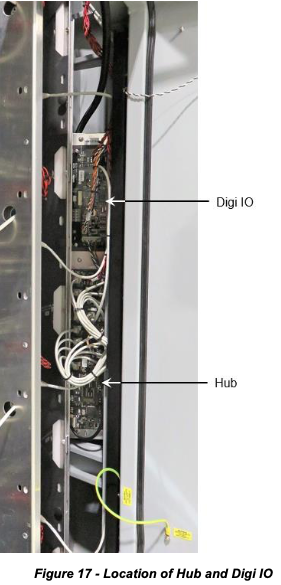 Digi IO
Hub
Figure 17 - Location of Hub and Digi IO